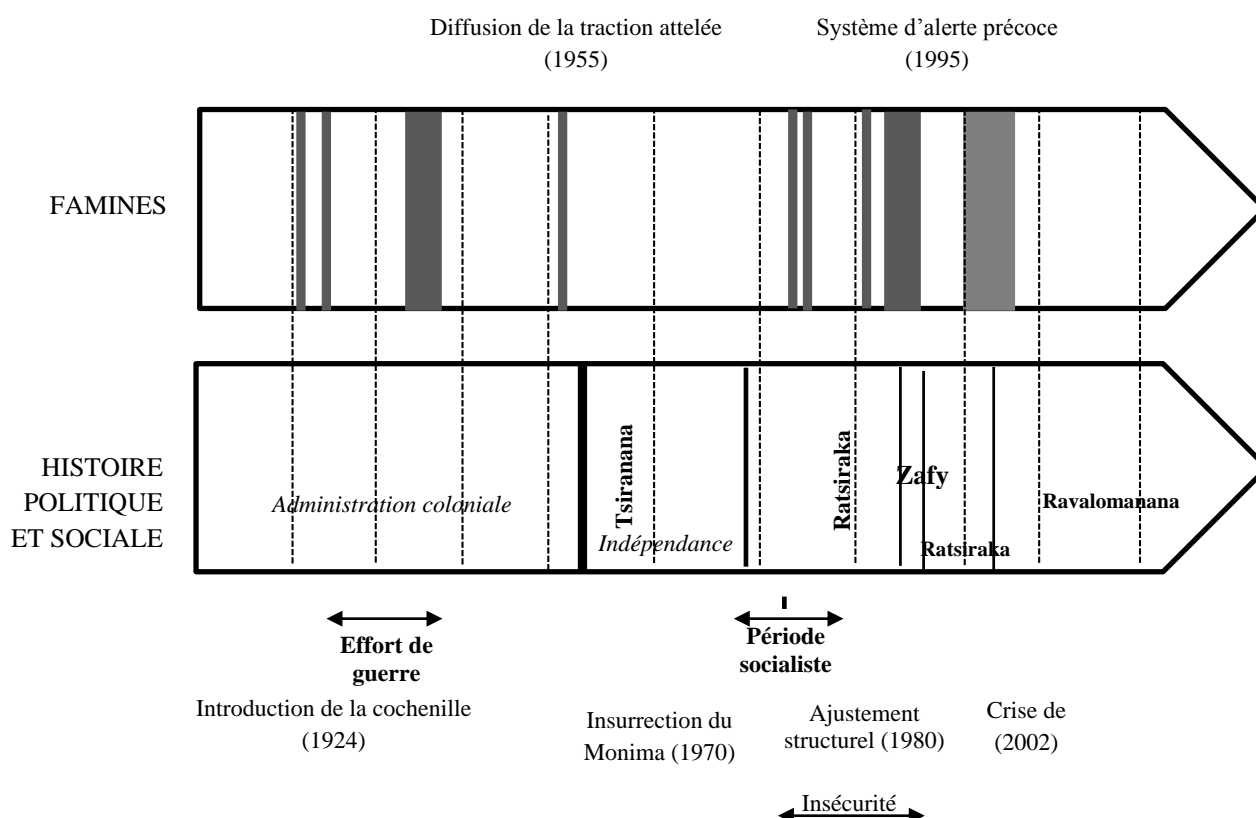 Diffusion de la traction attelée
(1955)
Système d'alerte précoce
(1995)
FAMINES
HISTOIRE
POLITIQUE
ET SOCIALE
Administration coloniale
Tsiranana
Indépendance
Ratsiraka
Zafy
Ratsiraka
Ravalomanana
Effort de
guerre
Période
socialiste
Introduction de la cochenille
(1924)
Insurrection du
Monima (1970)
Ajustement
structurel (1980)
Crise de
(2002)
Insécurité